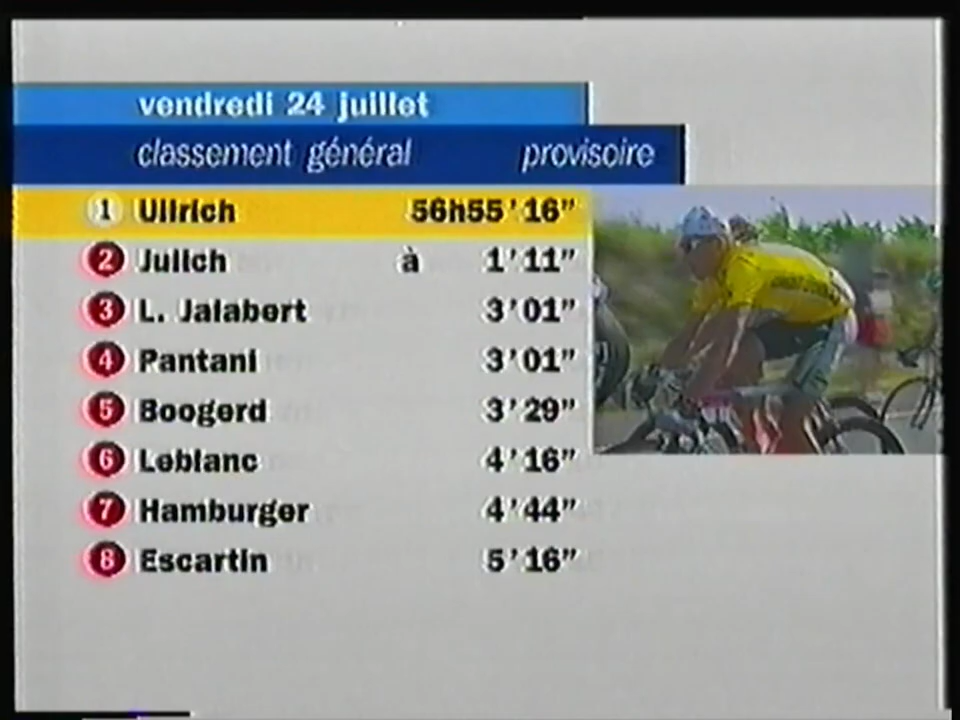 vendredi 24 juillet
classement général provisoire
1 Ullrich 56h55'16"
2 Julich à 1'11"
3 L. Jalabert 3'01"
4 Pantani 3'01"
5 Boogerd 3'29"
6 Leblanc 4'16"
7 Hamburger 4'44"
8 Escartin 5'16"